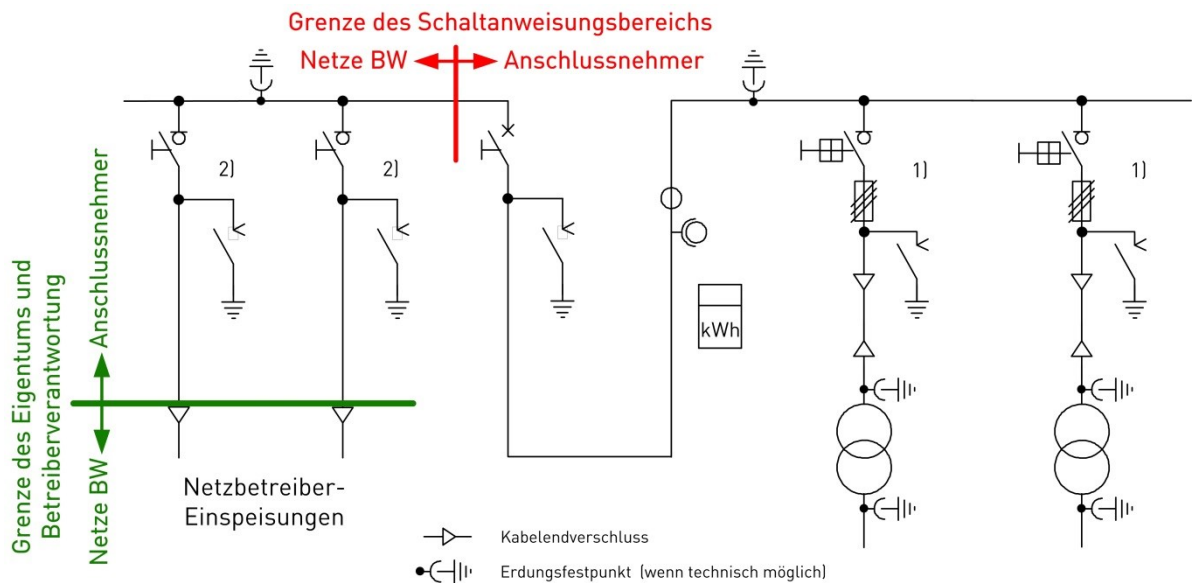 Grenze des Schaltanweisungsbereichs
Netze BW
Anschlussnehmer
2)
2)
1)
1)
kWh
Grenze des Eigentums und
Betreiberverantwortung
Anschlussnehmer
Netze BW
Netzbetreiber-
Einspeisungen
Kabelendverschluss
Erdungsfestpunkt (wenn technisch möglich)